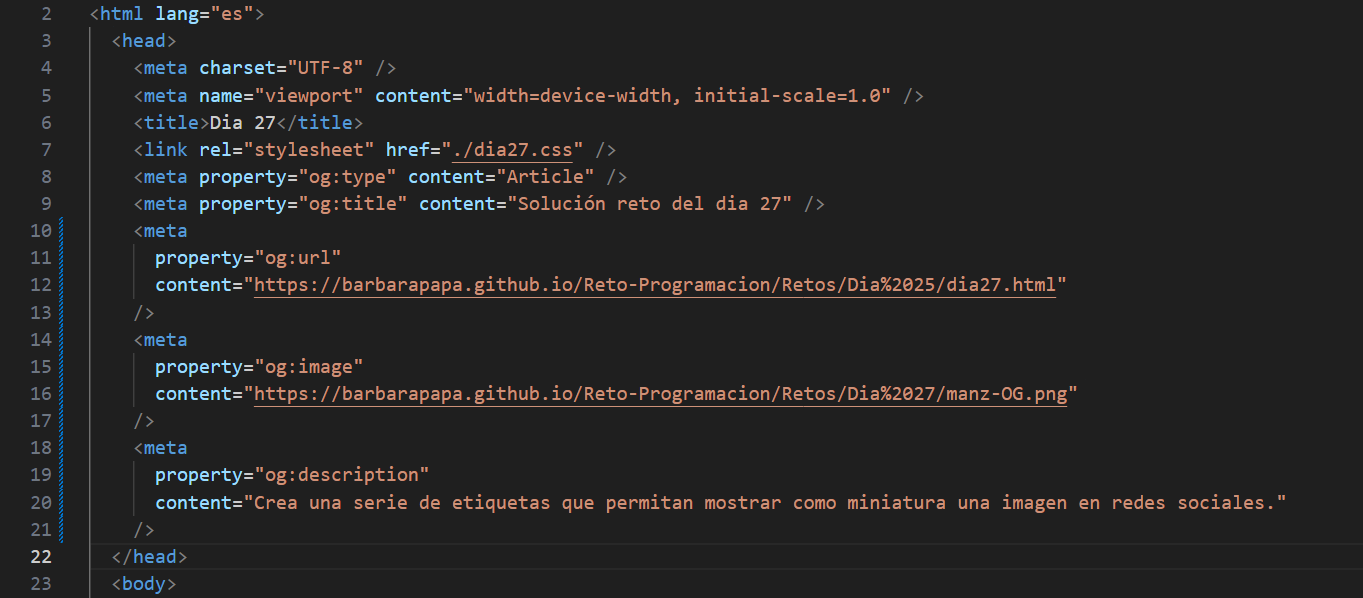 2 <html lang="es">
3 <head>
4 <meta charset="UTF-8" />
5 <meta name="viewport" content="width=device-width, initial-scale=1.0" />
6 <title>Dia 27</title>
7 <link rel="stylesheet" href="./dia27.css" />
8 <meta property="og:type" content="Article" />
9 <meta property="og:title" content="Solución reto del dia 27" />
10 <meta
11 property="og:url"
12 content="https://barbarapapa.github.io/Reto-Programacion/Retos/Dia%2025/dia27.html"
13 />
14 <meta
15 property="og:image"
16 content="https://barbarapapa.github.io/Reto-Programacion/Retos/Dia%2027/manz-OG.png"
17 />
18 <meta
19 property="og:description"
20 content="Crea una serie de etiquetas que permitan mostrar como miniatura una imagen en redes sociales."
21 />
22 </head>
23 <body>